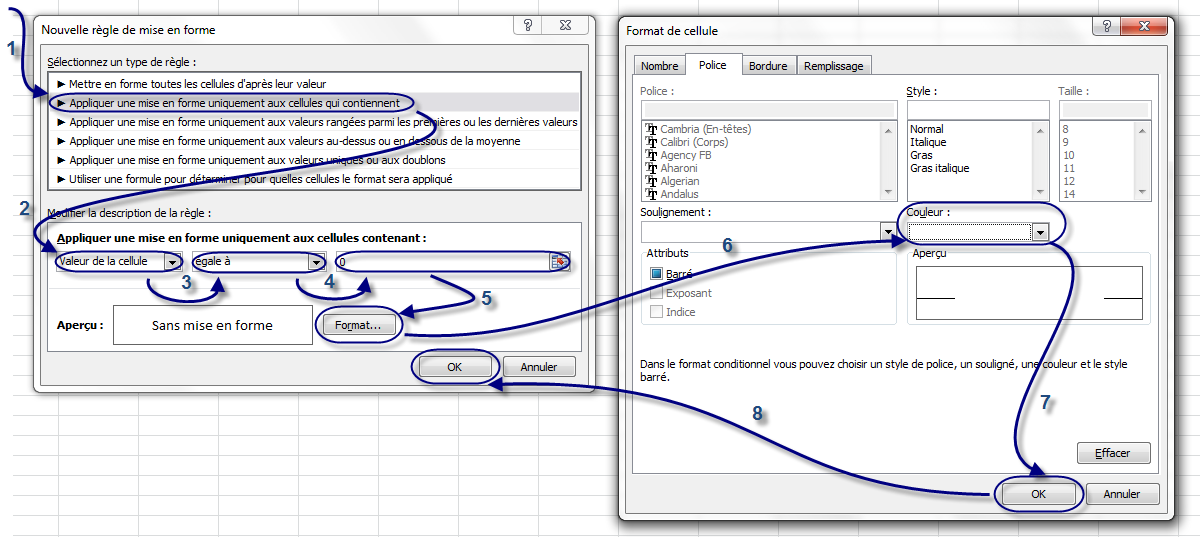 1
Nouvelle règle de mise en forme
?
Sélectionnez un type de règle :
► Mettre en forme toutes les cellules d'après leur valeur
► Appliquer une mise en forme uniquement aux cellules qui contiennent
► Appliquer une mise en forme uniquement aux valeurs rangées parmi les premières ou les dernières valeurs
► Appliquer une mise en forme uniquement aux valeurs au-dessus ou en dessous de la moyenne
► Appliquer une mise en forme uniquement aux valeurs uniques ou aux doublons
► Utiliser une formule pour déterminer pour quelles cellules le format sera appliqué
2
Modifier la description de la règle :
Appliquer une mise en forme uniquement aux cellules contenant :
Valeur de la cellule égale à 0
3 4 5
Aperçu : Sans mise en forme Format...
OK Annuler
Format de cellule
?
Nombre Police Bordure Remplissage
Police : Style : Taille :
Cambria (En-têtes) Normal 8
Calibri (Corps) Italique 9
Agency FB Gras 10
Aharoni Gras italique 11
Algerian 12
Andalus 14
Soulignement : Couleur :
6
Attributs Aperçu
Barré
Exposant
Indice
Dans le format conditionnel vous pouvez choisir un style de police, un souligné, une couleur et le style
barré.
7
8
Effacer
OK Annuler